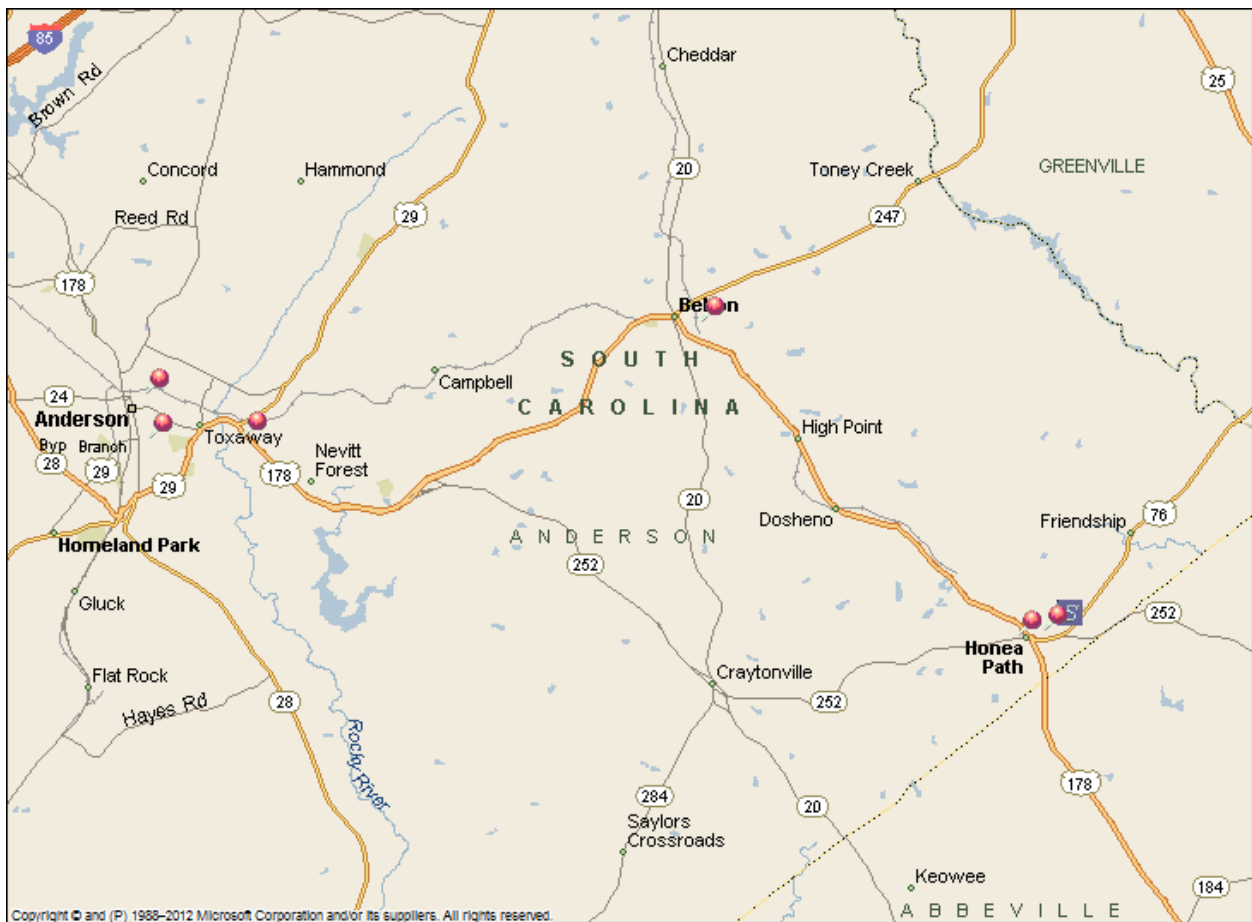 85
Brown Rd
Cheddar
25
Concord
Hammond
20
Toney Creek
GREENVILLE
Reed Rd
29
247
178
Belton
SOUTH
Campbell
24
CAROLINA
Anderson
Toxaway
High Point
Byp
Branch
Nevitt
Forest
28
29
178
29
20
Dosheno
Friendship
76
Homeland Park
ANDERSON
252
Gluck
252
S
Honea
Path
Flat Rock
Craytonville
Hayes Rd
28
252
Rocky River
178
284
20
Saylors
Crossroads
Keowee
184
ABBEVILLE
Copyright © and (P) 1988–2012 Microsoft Corporation and/or its suppliers. All rights reserved.